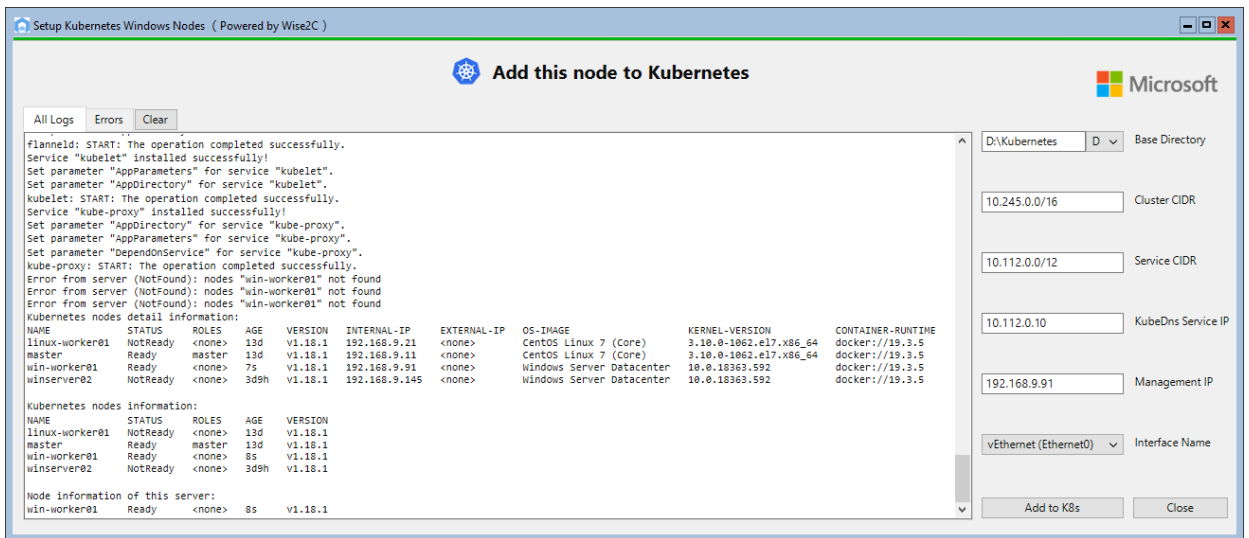 Setup Kubernetes Windows Nodes （ Powered by Wise2C ）
Add this node to Kubernetes
Microsoft
All Logs Errors Clear
flanneld: START: The operation completed successfully.
Service "kubelet" installed successfully!
Set parameter "AppParameters" for service "kubelet".
Set parameter "AppDirectory" for service "kubelet".
kubelet: START: The operation completed successfully.
Service "kube-proxy" installed successfully!
Set parameter "AppDirectory" for service "kube-proxy".
Set parameter "AppParameters" for service "kube-proxy".
Set parameter "DependOnService" for service "kube-proxy".
kube-proxy: START: The operation completed successfully.
Error from server (NotFound): nodes "win-worker01" not found
Error from server (NotFound): nodes "win-worker01" not found
Error from server (NotFound): nodes "win-worker01" not found
Kubernetes nodes detail information:
NAME STATUS ROLES AGE VERSION INTERNAL-IP EXTERNAL-IP OS-IMAGE KERNEL-VERSION CONTAINER-RUNTIME
linux-worker01 NotReady <none> 13d v1.18.1 192.168.9.21 <none> CentOS Linux 7 (Core) 3.10.0-1062.el7.x86_64 docker://19.3.5
master Ready master 13d v1.18.1 192.168.9.11 <none> CentOS Linux 7 (Core) 3.10.0-1062.el7.x86_64 docker://19.3.5
win-worker01 Ready <none> 7s v1.18.1 192.168.9.91 <none> Windows Server Datacenter 10.0.18363.592 docker://19.3.5
winserver02 NotReady <none> 3d9h v1.18.1 192.168.9.145 <none> Windows Server Datacenter 10.0.18363.592 docker://19.3.5
Kubernetes nodes information:
NAME STATUS ROLES AGE VERSION
linux-worker01 NotReady <none> 13d v1.18.1
master Ready master 13d v1.18.1
win-worker01 Ready <none> 8s v1.18.1
winserver02 NotReady <none> 3d9h v1.18.1
Node information of this server:
win-worker01 Ready <none> 8s v1.18.1
D:\Kubernetes D Base Directory
10.245.0.0/16 Cluster CIDR
10.112.0.0/12 Service CIDR
10.112.0.10 KubeDns Service IP
192.168.9.91 Management IP
vEthernet (Ethernet0) Interface Name
Add to K8s Close